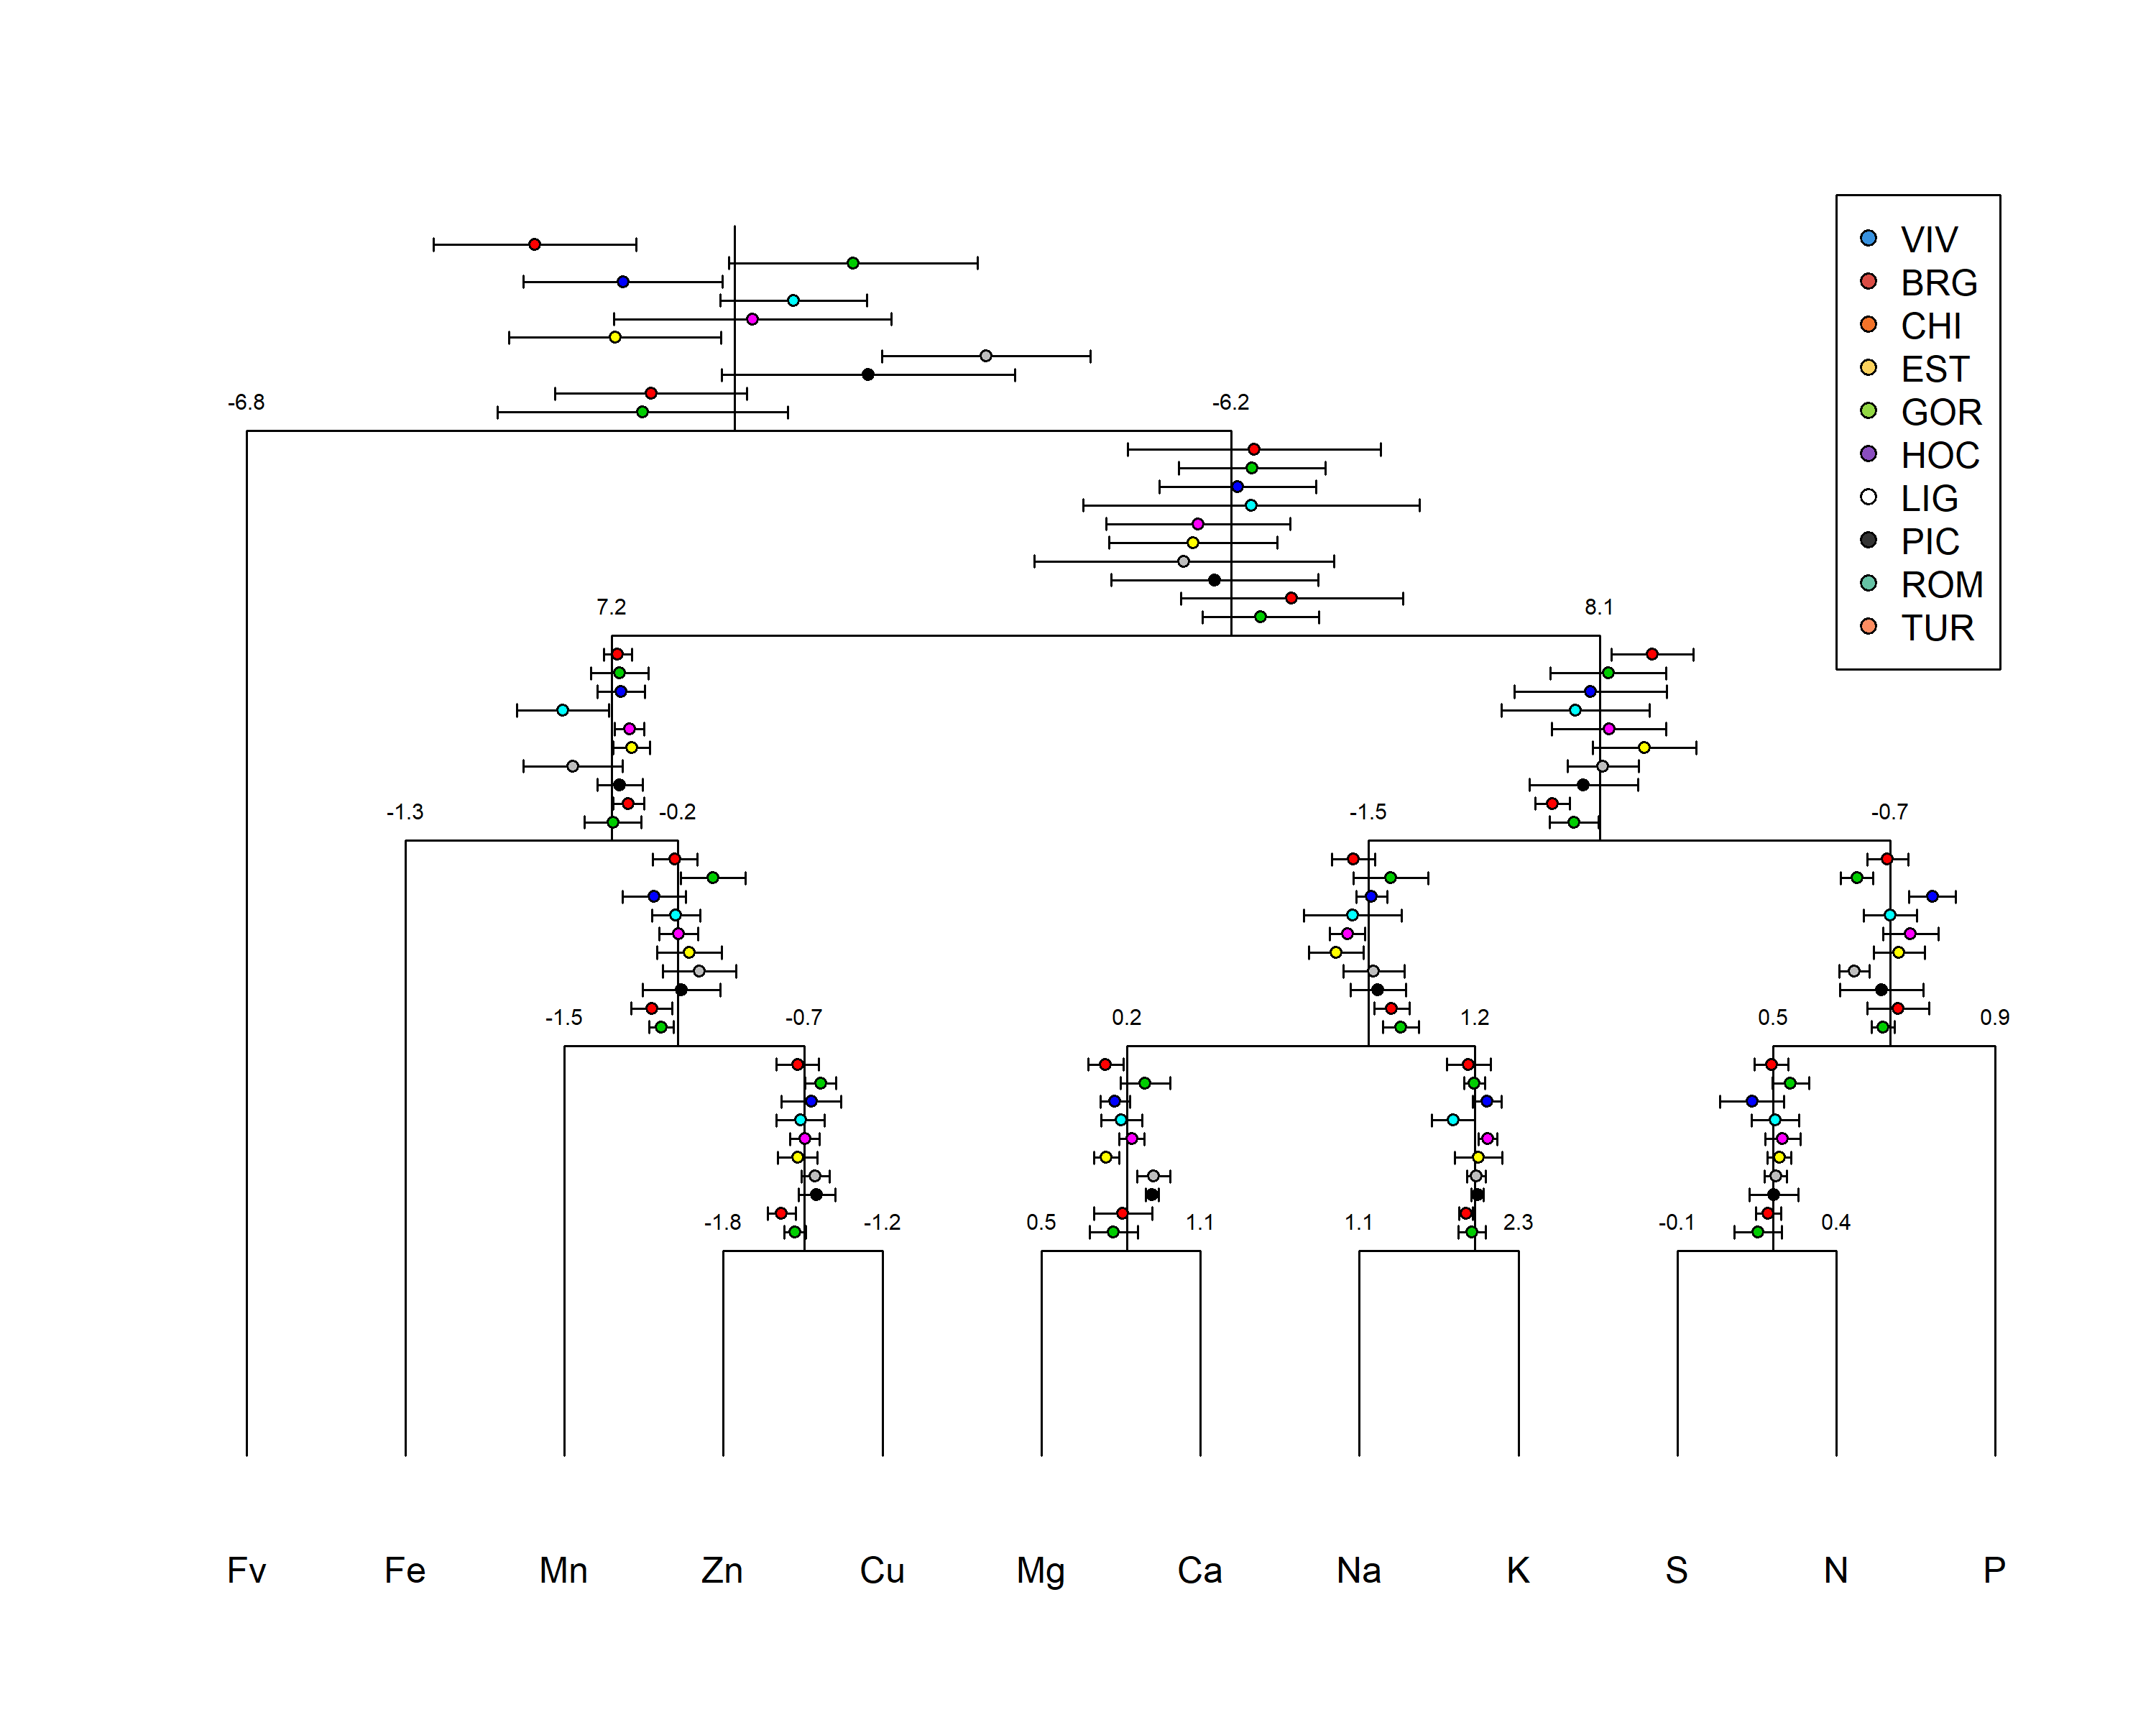 VIV
BRG
CHI
EST
GOR
HOC
LIG
PIC
ROM
TUR
-6.8 -6.2
7.2 8.1
-1.3 -0.2 -1.5 -0.7
-1.5 -0.7 0.2 1.2 0.5 0.9
-1.8 -1.2 0.5 1.1 1.1 2.3 -0.1 0.4
Fv Fe Mn Zn Cu Mg Ca Na K S N P